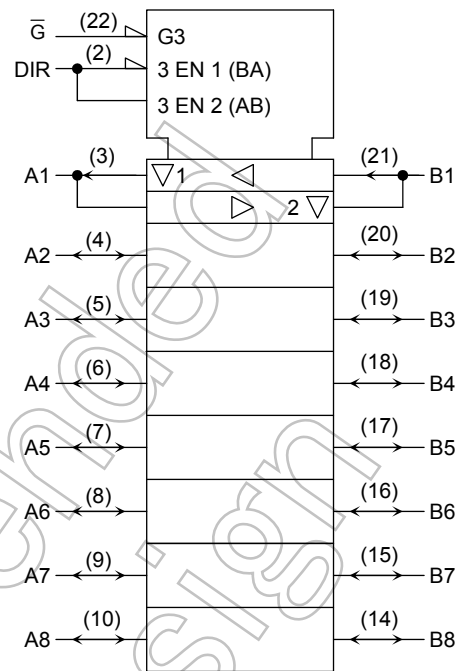 G̅ (22) G3
DIR (2) 3 EN 1 (BA)
3 EN 2 (AB)
A1 (3) ▽ 1 ◁ (21) B1
▷ 2 ▽
A2 (4) (20) B2
A3 (5) (19) B3
A4 (6) (18) B4
A5 (7) (17) B5
A6 (8) (16) B6
A7 (9) (15) B7
A8 (10) (14) B8
ended
sign